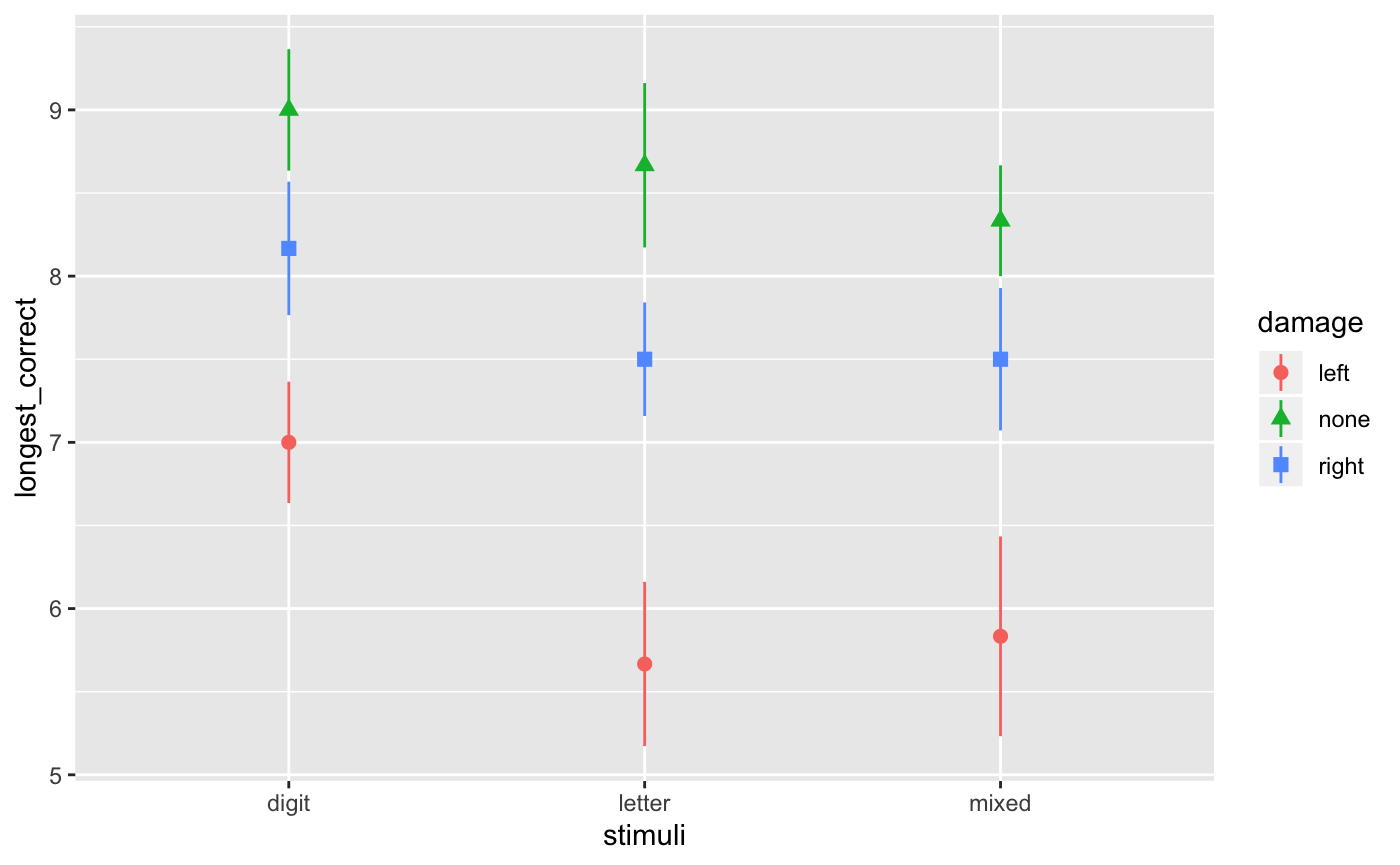 longest_correct
9
8
7
6
5
digit letter mixed
stimuli
damage
left
none
right